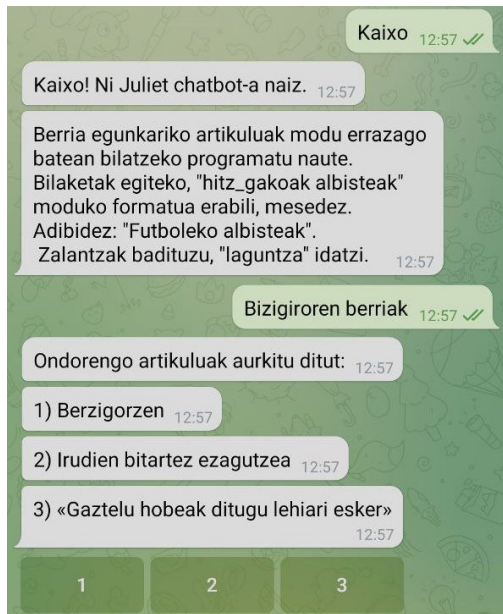 Kaixo 12:57
Kaixo! Ni Juliet chatbot-a naiz. 12:57
Berria egunkariko artikuluak modu errazago
batean bilatzeko programatu naute.
Bilaketak egiteko, "hitz_gakoak albisteak"
moduko formatua erabili, mesedez.
Adibidez: "Futboleko albisteak".
Zalantzak badituzu, "laguntza" idatzi. 12:57
Bizigiroren berriak 12:57
Ondorengo artikuluak aurkitu ditut: 12:57
1) Berzigorzen 12:57
2) Irudien bitartez ezagutzea 12:57
3) «Gaztelu hobeak ditugu lehiari esker»
12:57
1 2 3